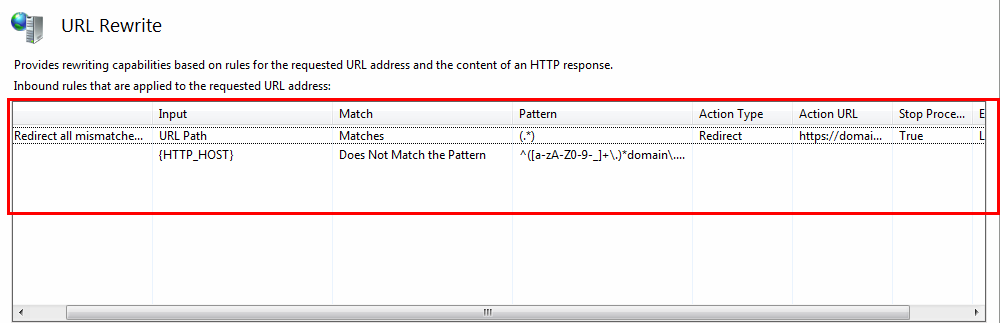 URL Rewrite
Provides rewriting capabilities based on rules for the requested URL address and the content of an HTTP response.
Inbound rules that are applied to the requested URL address:
Input Match Pattern Action Type Action URL Stop Proce... E
Redirect all mismatche... URL Path Matches (.*) Redirect https://domai... True L
{HTTP_HOST} Does Not Match the Pattern ^([a-zA-Z0-9-_]+\.)*domain\....